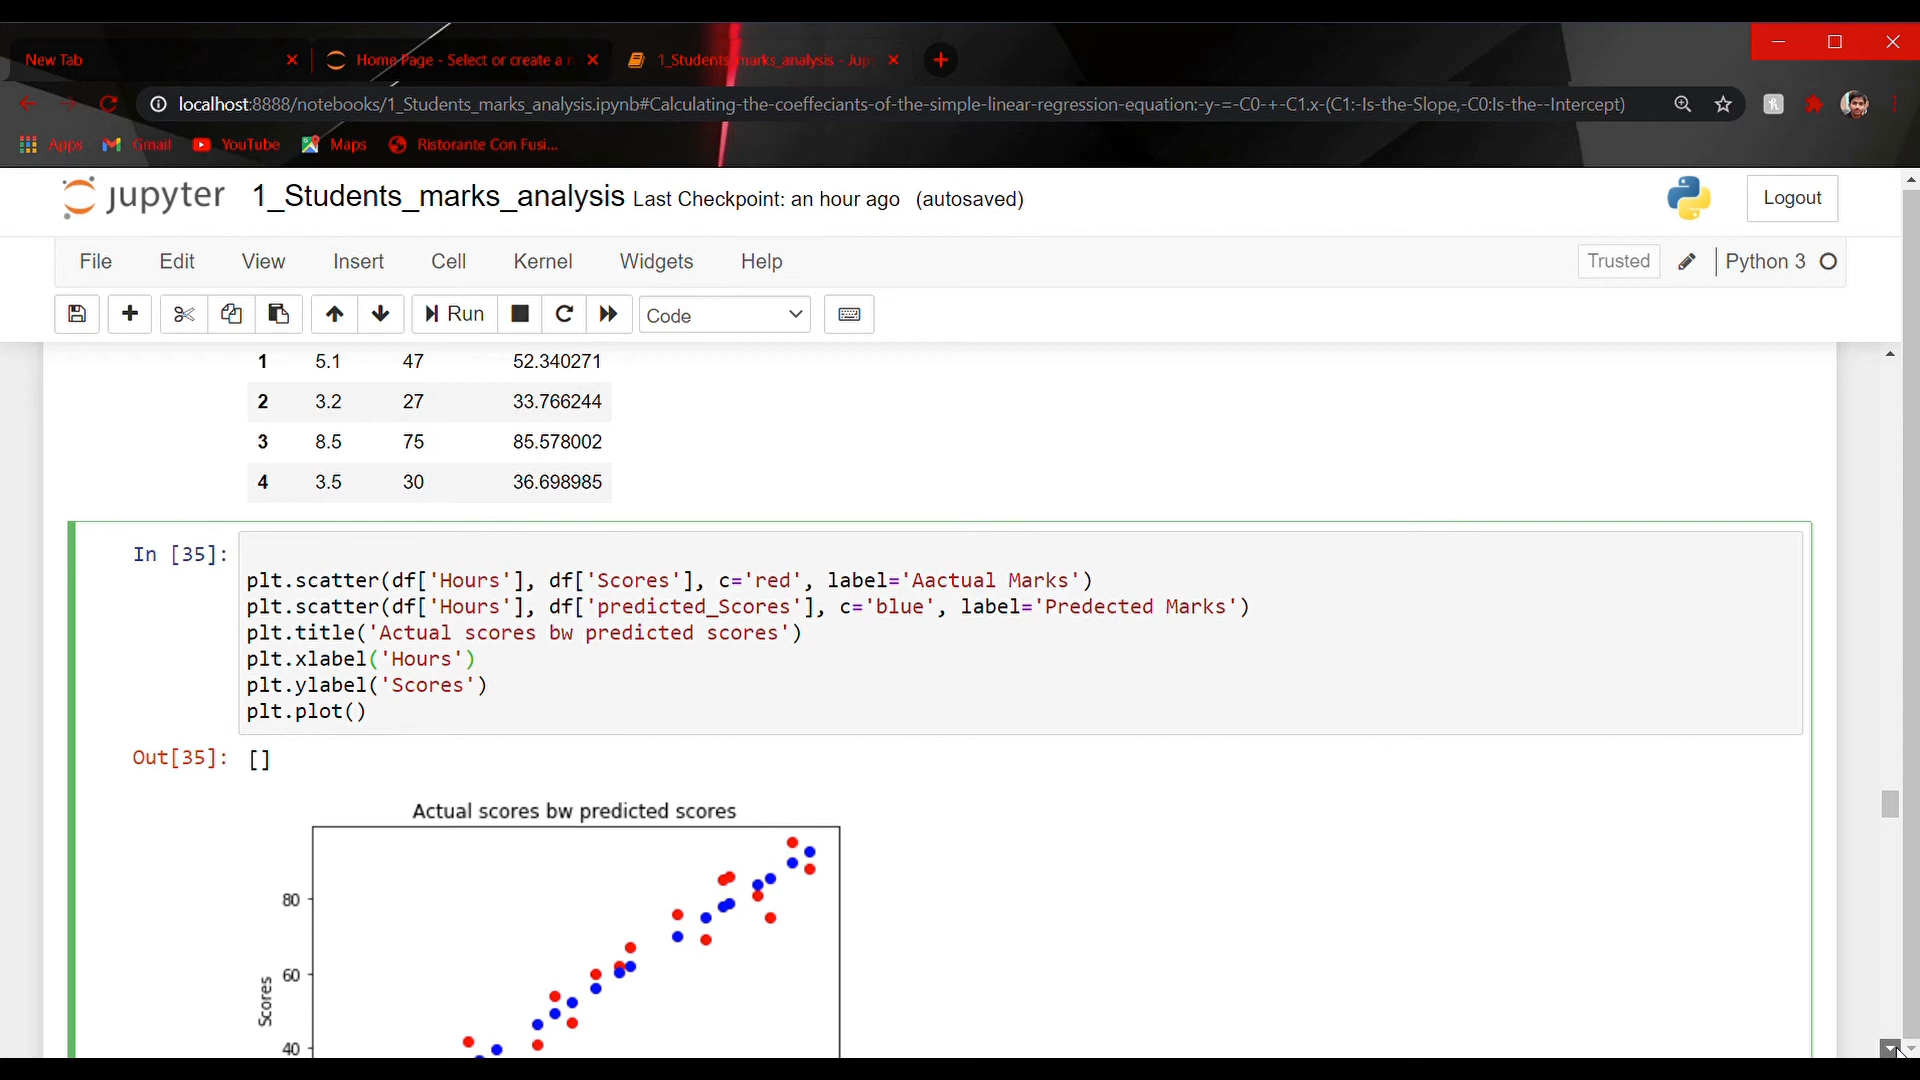 New Tab
Home Page - Select or create a n
1_Students_marks_analysis - Jup
localhost:8888/notebooks/1_Students_marks_analysis.ipynb#Calculating-the-coeffeciants-of-the-simple-linear-regression-equation:-y-=-C0-+-C1.x-(C1:-Is-the-Slope,-C0:Is-the--Intercept)
Apps Gmail YouTube Maps Ristorante Con Fusi...
jupyter 1_Students_marks_analysis Last Checkpoint: an hour ago (autosaved)
Logout
File Edit View Insert Cell Kernel Widgets Help
Trusted Python 3
Run Code
1 5.1 47 52.340271
2 3.2 27 33.766244
3 8.5 75 85.578002
4 3.5 30 36.698985
In [35]:
plt.scatter(df['Hours'], df['Scores'], c='red', label='Aactual Marks')
plt.scatter(df['Hours'], df['predicted_Scores'], c='blue', label='Predected Marks')
plt.title('Actual scores bw predicted scores')
plt.xlabel('Hours')
plt.ylabel('Scores')
plt.plot()
Out[35]: []
Actual scores bw predicted scores
80
60
Scores
40